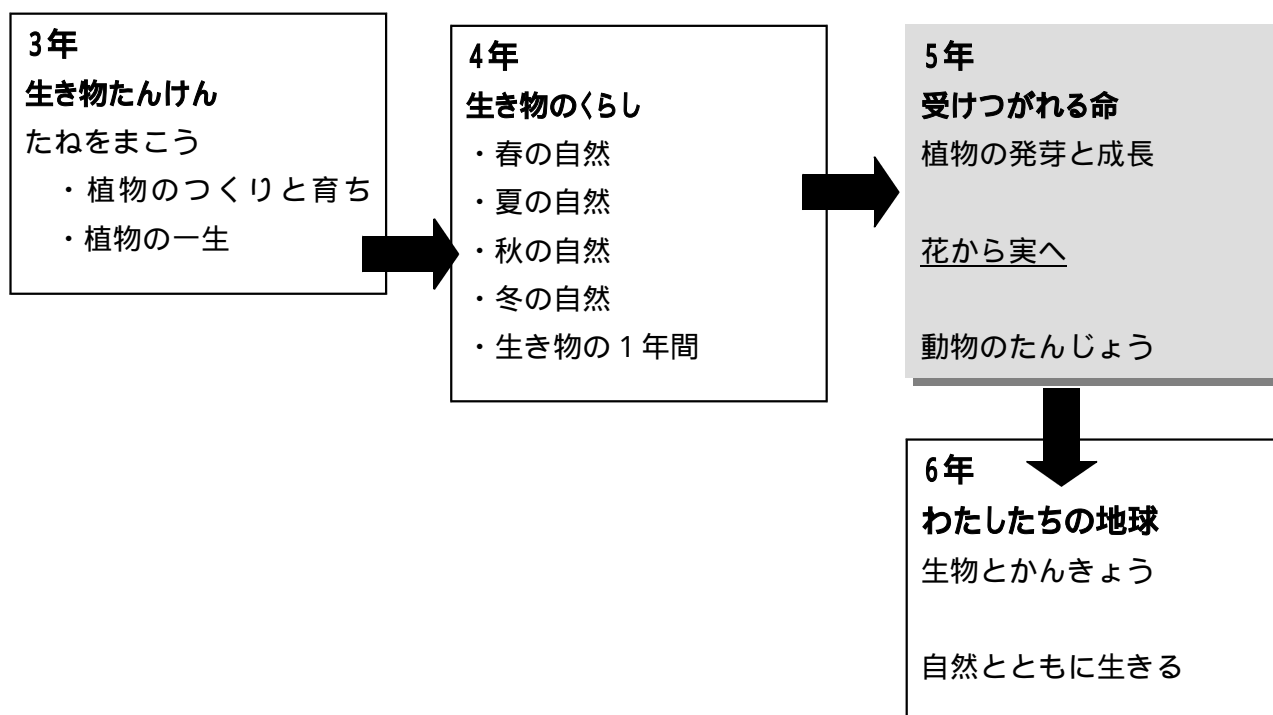 3年
生き物たんけん
たねをまこう
・植物のつくりと育ち
・植物の一生
4年
生き物のくらし
・春の自然
・夏の自然
・秋の自然
・冬の自然
・生き物の1年間
5年
受けつがれる命
植物の発芽と成長
花から実へ
動物のたんじょう
6年
わたしたちの地球
生物とかんきょう
自然とともに生きる